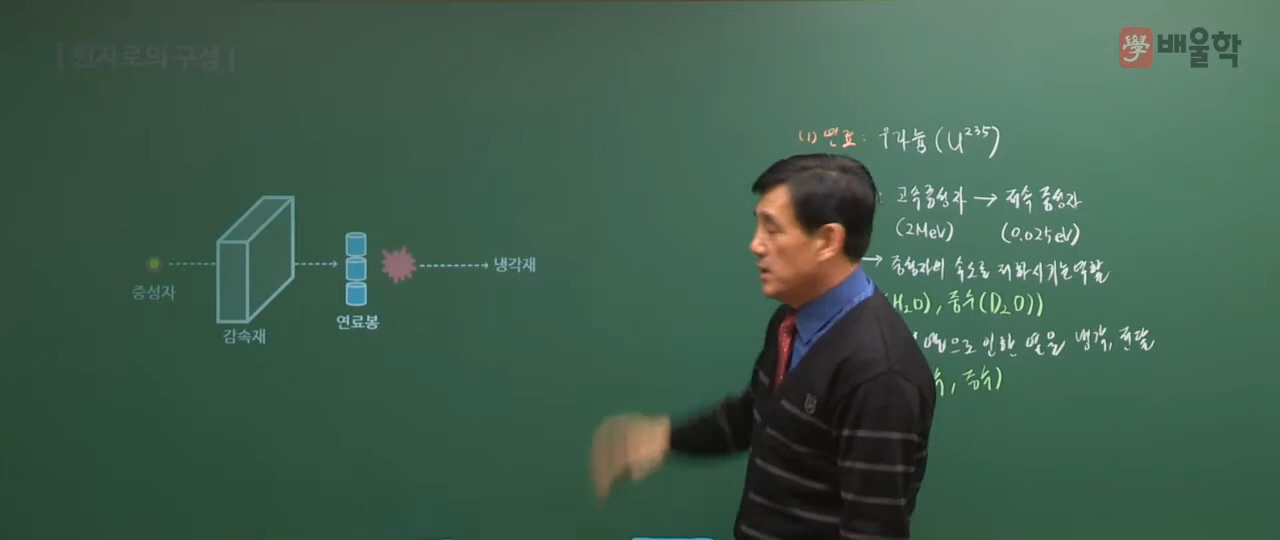 [ 원자로의 구성 ]
學 배울학
중성자
감속재
연료봉
냉각재
(1) 연료: 우라늄 (U²³⁵)
: 고속중성자 → 저속 중성자
(2MeV) (0.025eV)
→ 중성자의 속도를 저하시키는 역할
H₂O), 중수(D₂O))
으로 인한 열을 냉각, 전달
, 중수)